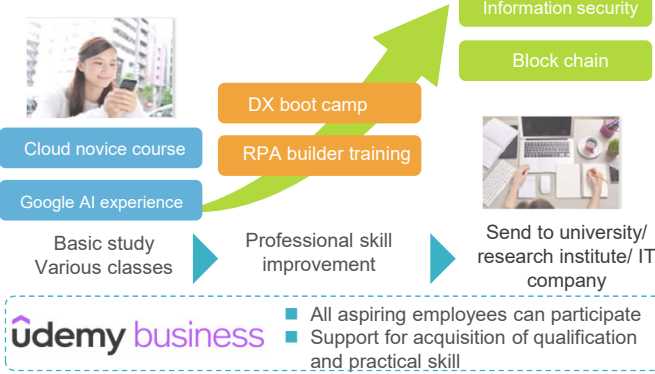 Information security
Block chain
DX boot camp
Cloud novice course
RPA builder training
Google AI experience
Basic study
Various classes
Professional skill
improvement
Send to university/
research institute/ IT
company
ûdemy business
All aspiring employees can participate
Support for acquisition of qualification
and practical skill